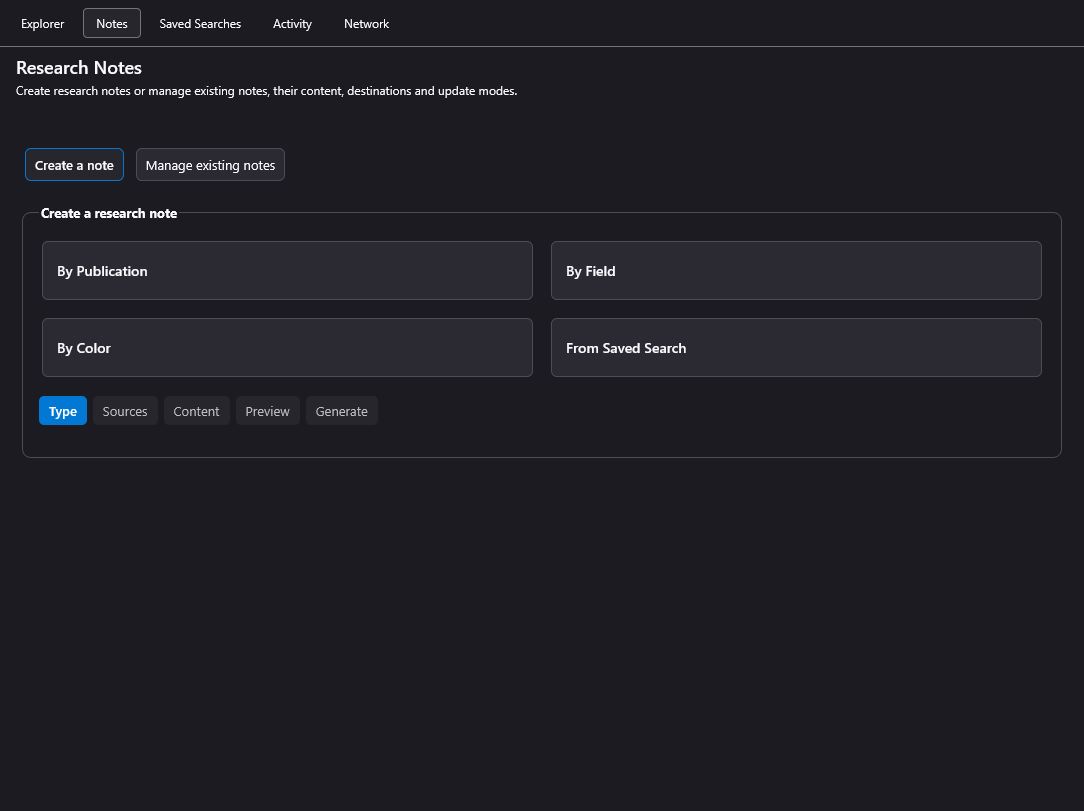 Explorer Notes Saved Searches Activity Network
Research Notes
Create research notes or manage existing notes, their content, destinations and update modes.
Create a note Manage existing notes
Create a research note
By Publication By Field
By Color From Saved Search
Type Sources Content Preview Generate